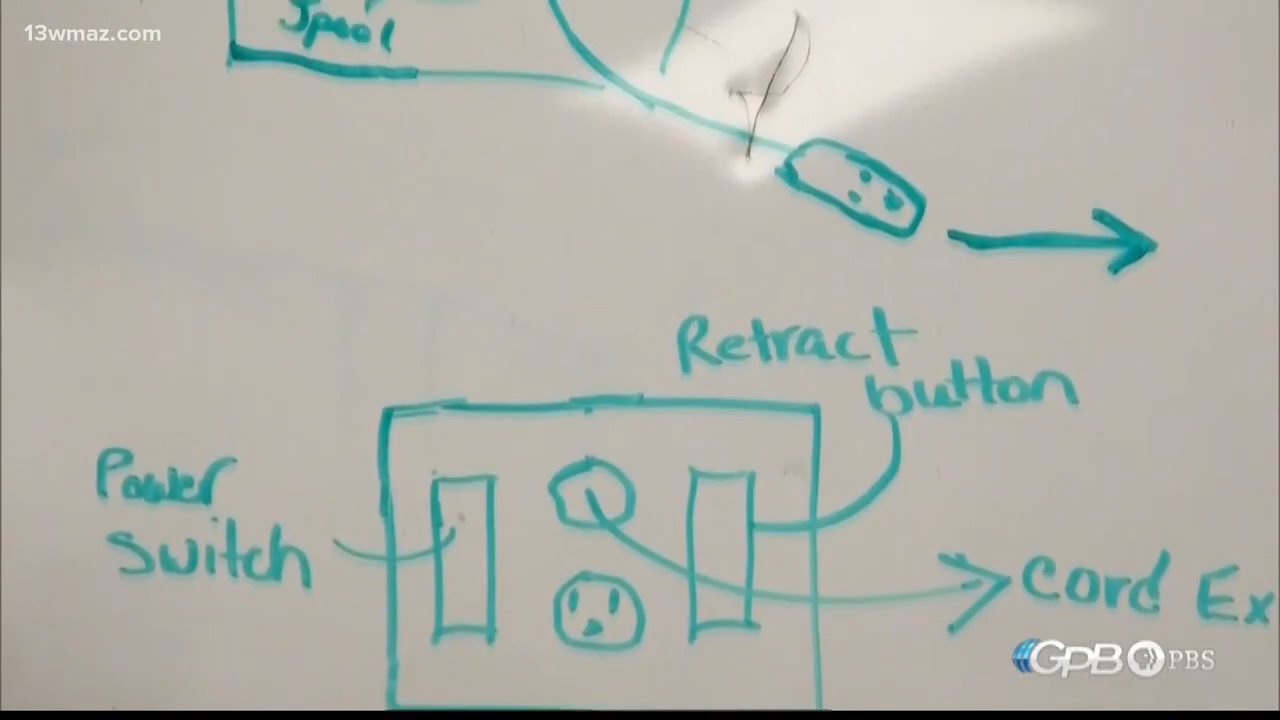 13wmaz.com
Spool
Retract
button
Power
switch
Cord Ex
GPB PBS